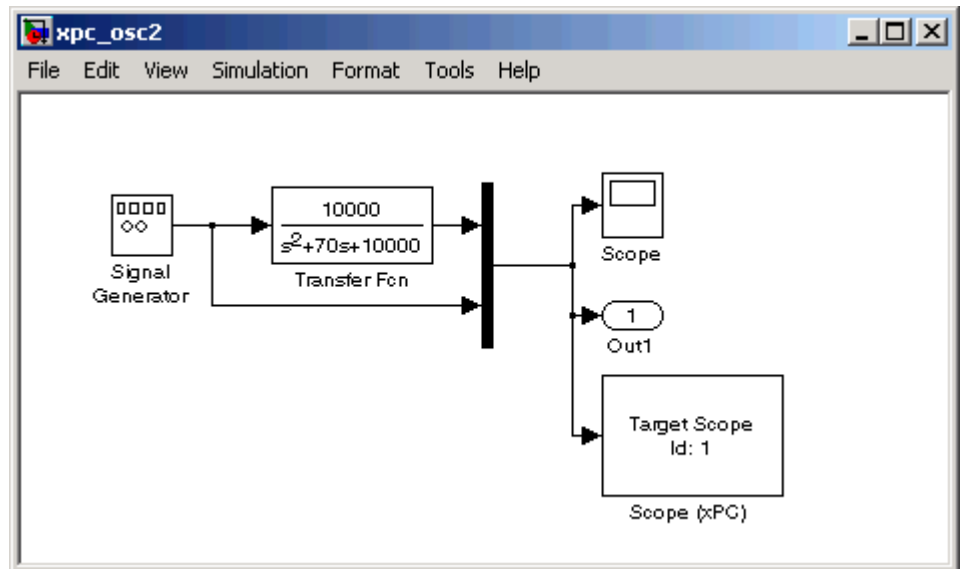 xpc_osc2
File Edit View Simulation Format Tools Help
10000
s²+70s+10000
Transfer Fcn
Signal
Generator
Scope
1
Out1
Target Scope
Id: 1
Scope (xPC)